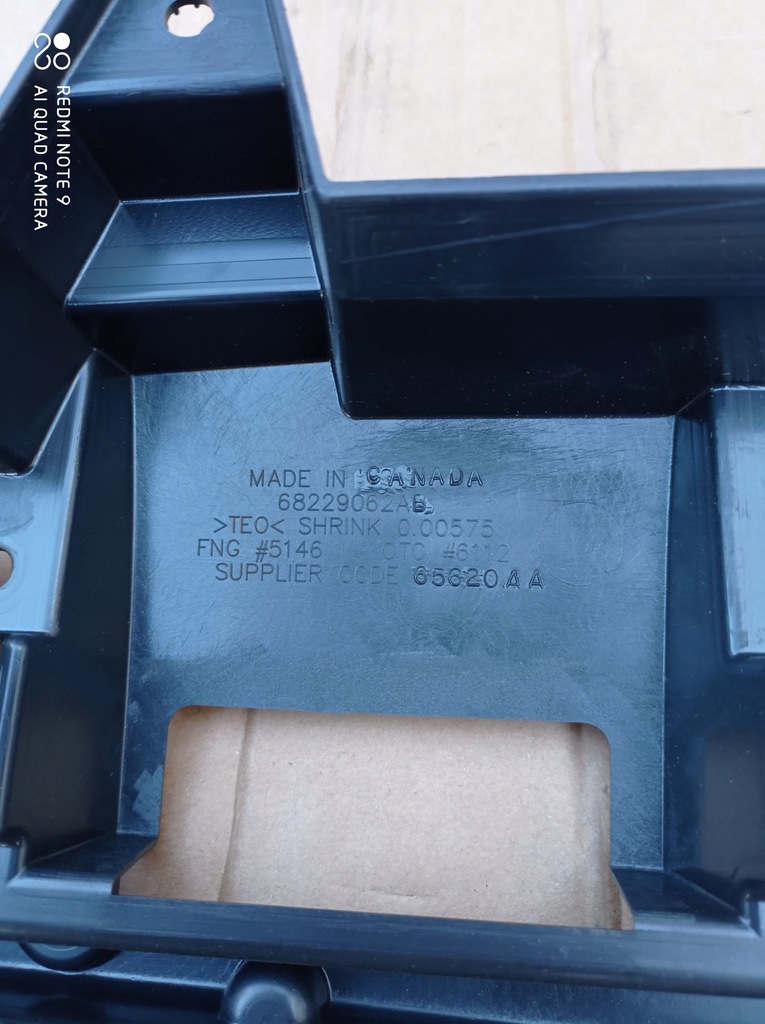 REDMI NOTE 9
AI QUAD CAMERA
MADE IN CANADA
68229062AB
>TEO< SHRINK 0.00575
FNG #5146 CTC #6112
SUPPLIER CODE 65620AA